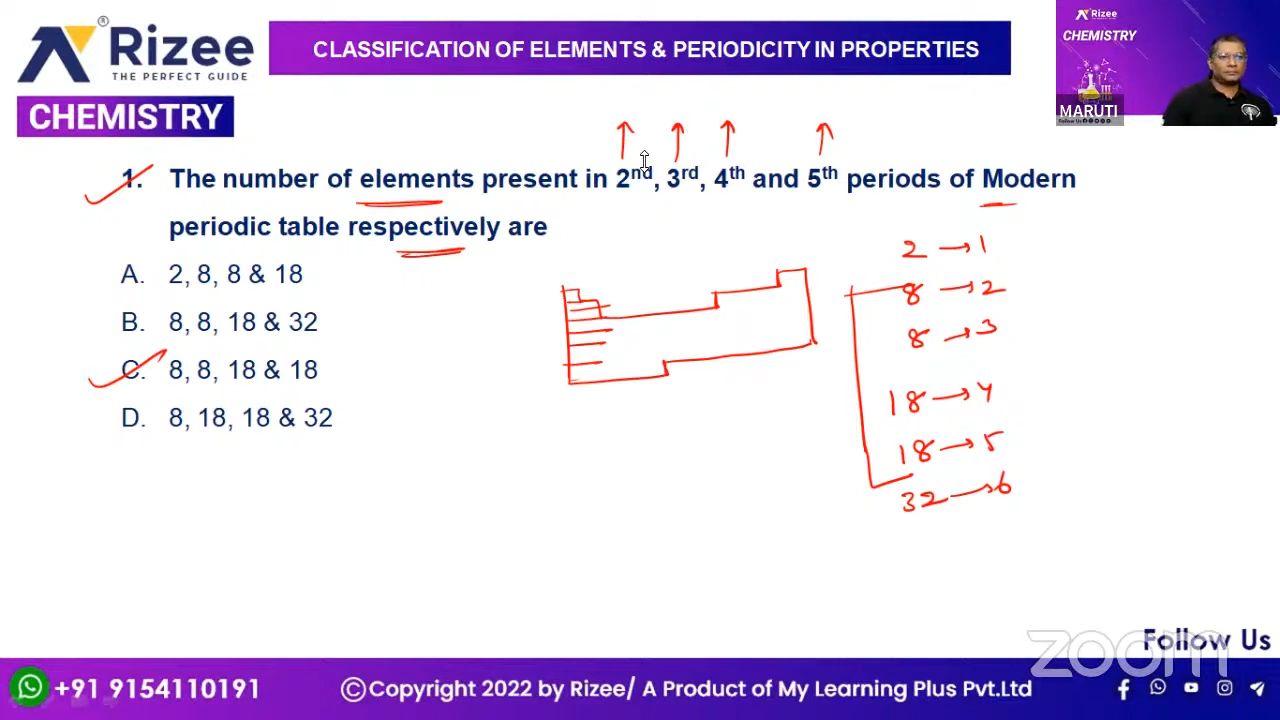 Rizee®
THE PERFECT GUIDE
CLASSIFICATION OF ELEMENTS & PERIODICITY IN PROPERTIES
Rizee
CHEMISTRY
MARUTI
CHEMISTRY
1. The number of elements present in 2nd, 3rd, 4th and 5th periods of Modern
periodic table respectively are
A. 2, 8, 8 & 18
B. 8, 8, 18 & 32
C. 8, 8, 18 & 18
D. 8, 18, 18 & 32
2 → 1
8 → 2
8 → 3
18 → 4
18 → 5
32 → 6
zoom
Follow Us
+91 9154110191
©Copyright 2022 by Rizee/ A Product of My Learning Plus Pvt.Ltd